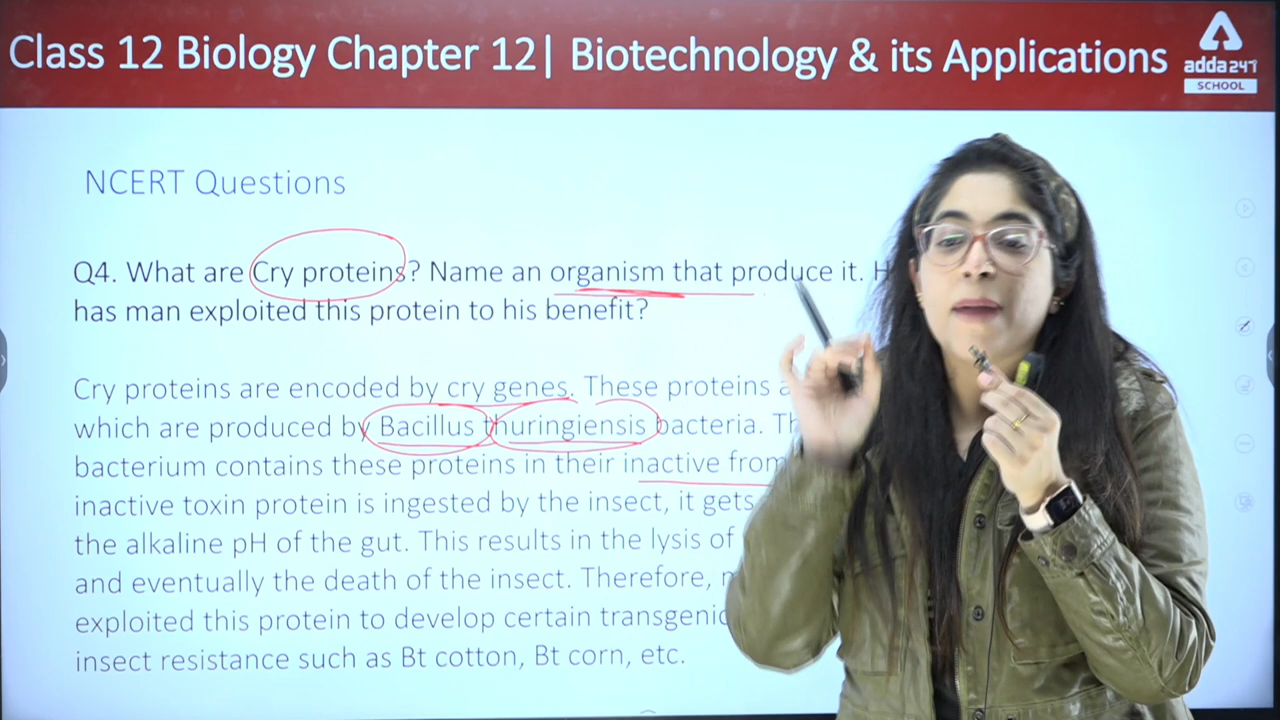 Class 12 Biology Chapter 12| Biotechnology & its Applications
adda247
SCHOOL
NCERT Questions
Q4. What are Cry proteins? Name an organism that produce it.
has man exploited this protein to his benefit?
Cry proteins are encoded by cry genes. These proteins
which are produced by Bacillus thuringiensis bacteria.
bacterium contains these proteins in their inactive from
inactive toxin protein is ingested by the insect, it gets
the alkaline pH of the gut. This results in the lysis of
and eventually the death of the insect. Therefore,
exploited this protein to develop certain transgenic
insect resistance such as Bt cotton, Bt corn, etc.